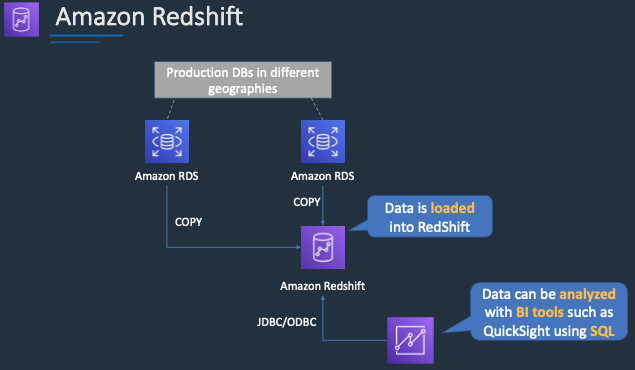 Amazon Redshift
Production DBs in different
geographies
Amazon RDS
Amazon RDS
COPY
COPY
Data is loaded
into RedShift
Amazon Redshift
JDBC/ODBC
Data can be analyzed
with BI tools such as
QuickSight using SQL